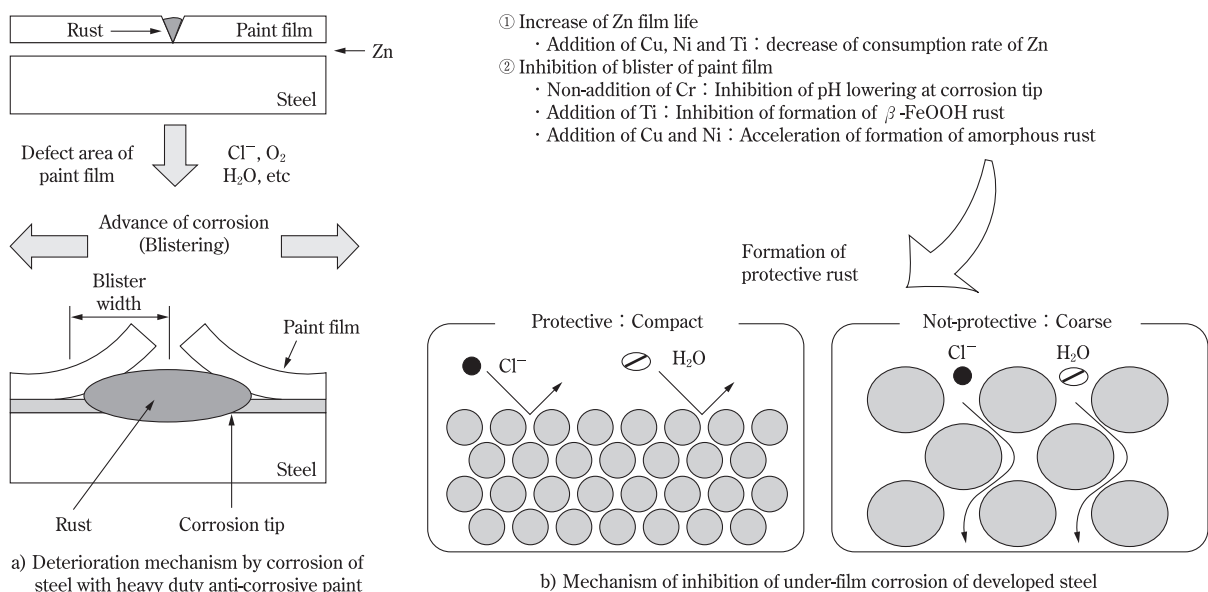 Rust
Paint film
Zn
Steel
Defect area of
paint film
Cl⁻, O₂
H₂O, etc
Advance of corrosion
(Blistering)
Blister
width
Paint film
Steel
Rust
Corrosion tip
a) Deterioration mechanism by corrosion of
steel with heavy duty anti-corrosive paint
① Increase of Zn film life
・Addition of Cu, Ni and Ti：decrease of consumption rate of Zn
② Inhibition of blister of paint film
・Non-addition of Cr：Inhibition of pH lowering at corrosion tip
・Addition of Ti：Inhibition of formation of β-FeOOH rust
・Addition of Cu and Ni：Acceleration of formation of amorphous rust
Formation of
protective rust
Protective：Compact
Cl⁻
H₂O
Not-protective：Coarse
Cl⁻
H₂O
b) Mechanism of inhibition of under-film corrosion of developed steel